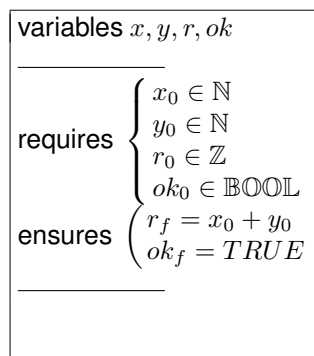 variables x, y, r, ok
requires
x₀ ∈ ℕ
y₀ ∈ ℕ
r₀ ∈ ℤ
ok₀ ∈ 𝔹𝕆𝕆𝕃
ensures
r_f = x₀ + y₀
ok_f = TRUE